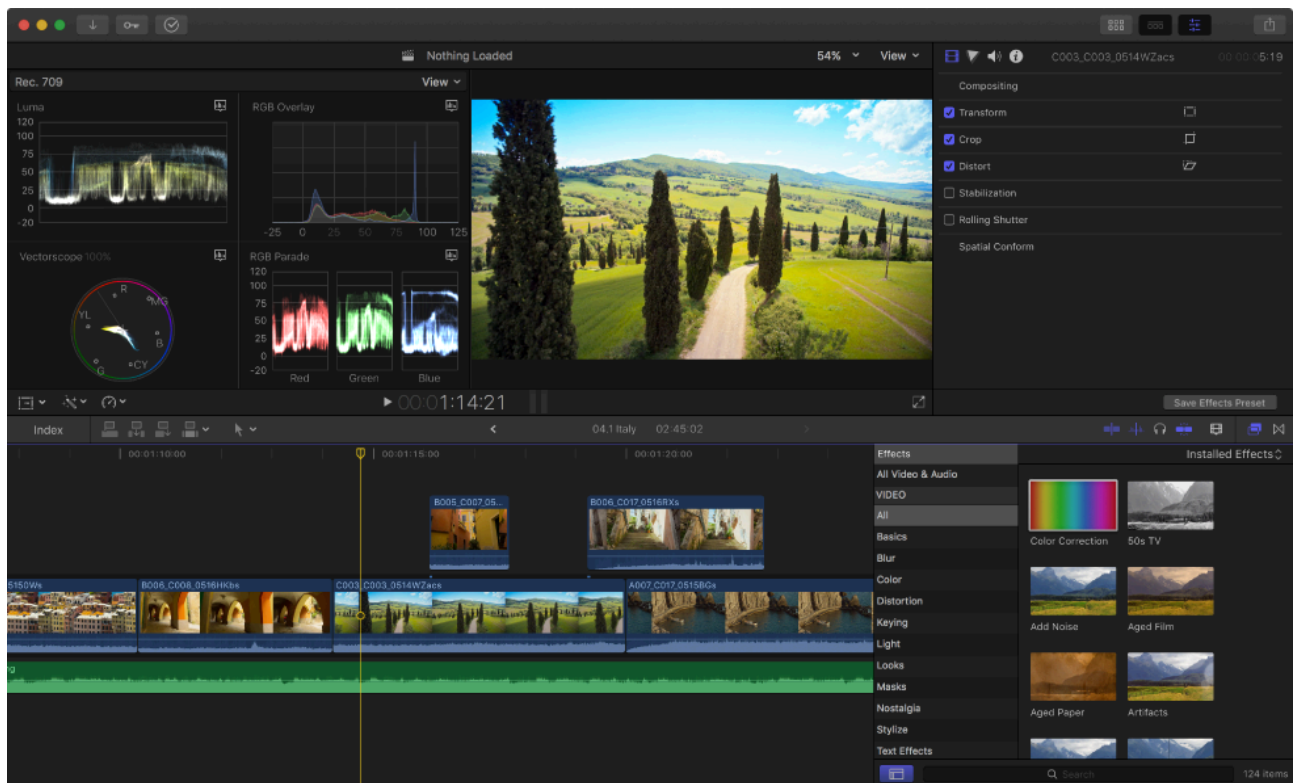 Nothing Loaded
54%
View
C003_C003_0514WZacs
00:00:05:19
Rec. 709
View
Luma
120
100
75
50
25
0
-20
RGB Overlay
-25 0 25 50 75 100 125
Vectorscope 100%
R
MG
YL
B
G
CY
RGB Parade
120
100
75
50
25
0
-20
Red Green Blue
Compositing
Transform
Crop
Distort
Stabilization
Rolling Shutter
Spatial Conform
00:01:14:21
Save Effects Preset
Index
04.1 Italy 02:45:02
00:01:10:00 00:01:15:00 00:01:20:00
B005_C007_05...
B006_C017_0516RXs
5150Ws
B006_C008_0516HKbs
C003_C003_0514WZacs
A007_C017_0515BGs
Effects
All Video & Audio
VIDEO
All
Basics
Blur
Color
Distortion
Keying
Light
Looks
Masks
Nostalgia
Stylize
Text Effects
Installed Effects
Color Correction
50s TV
Add Noise
Aged Film
Aged Paper
Artifacts
Search
124 items